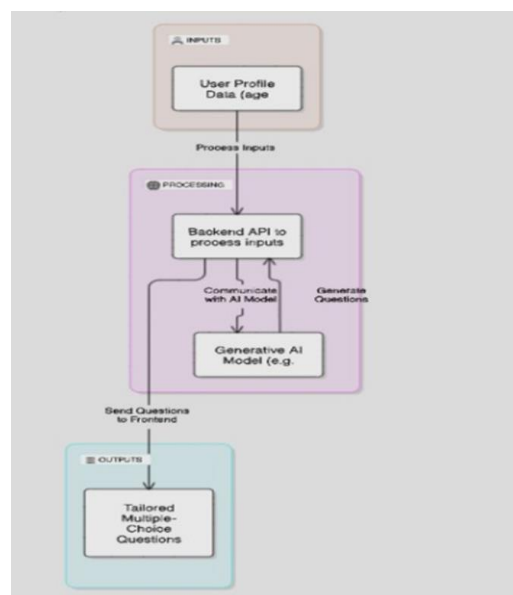 INPUTS
User Profile
Data (age
Process Inputs
PROCESSING
Backend API to
process inputs
Communicate
with AI Model
Generate
Questions
Generative AI
Model (e.g.
Send Questions
to Frontend
OUTPUTS
Tailored
Multiple-
Choice
Questions